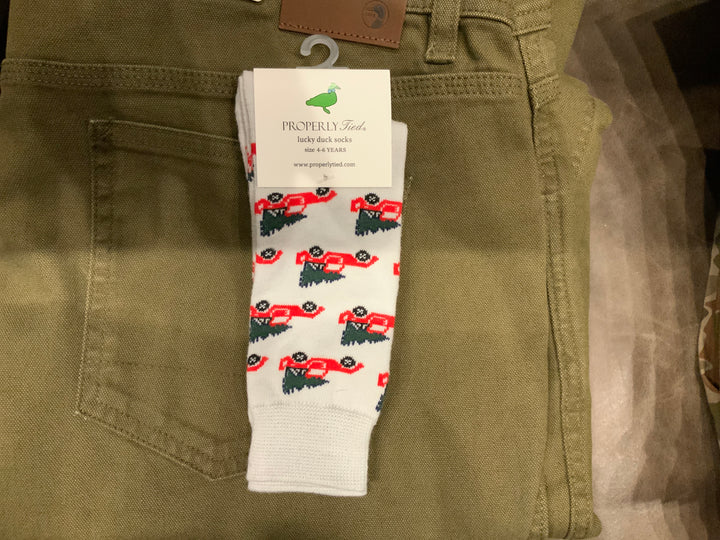 PROPERLY Tied®
lucky duck socks
size 4-6 YEARS
www.properlytied.com